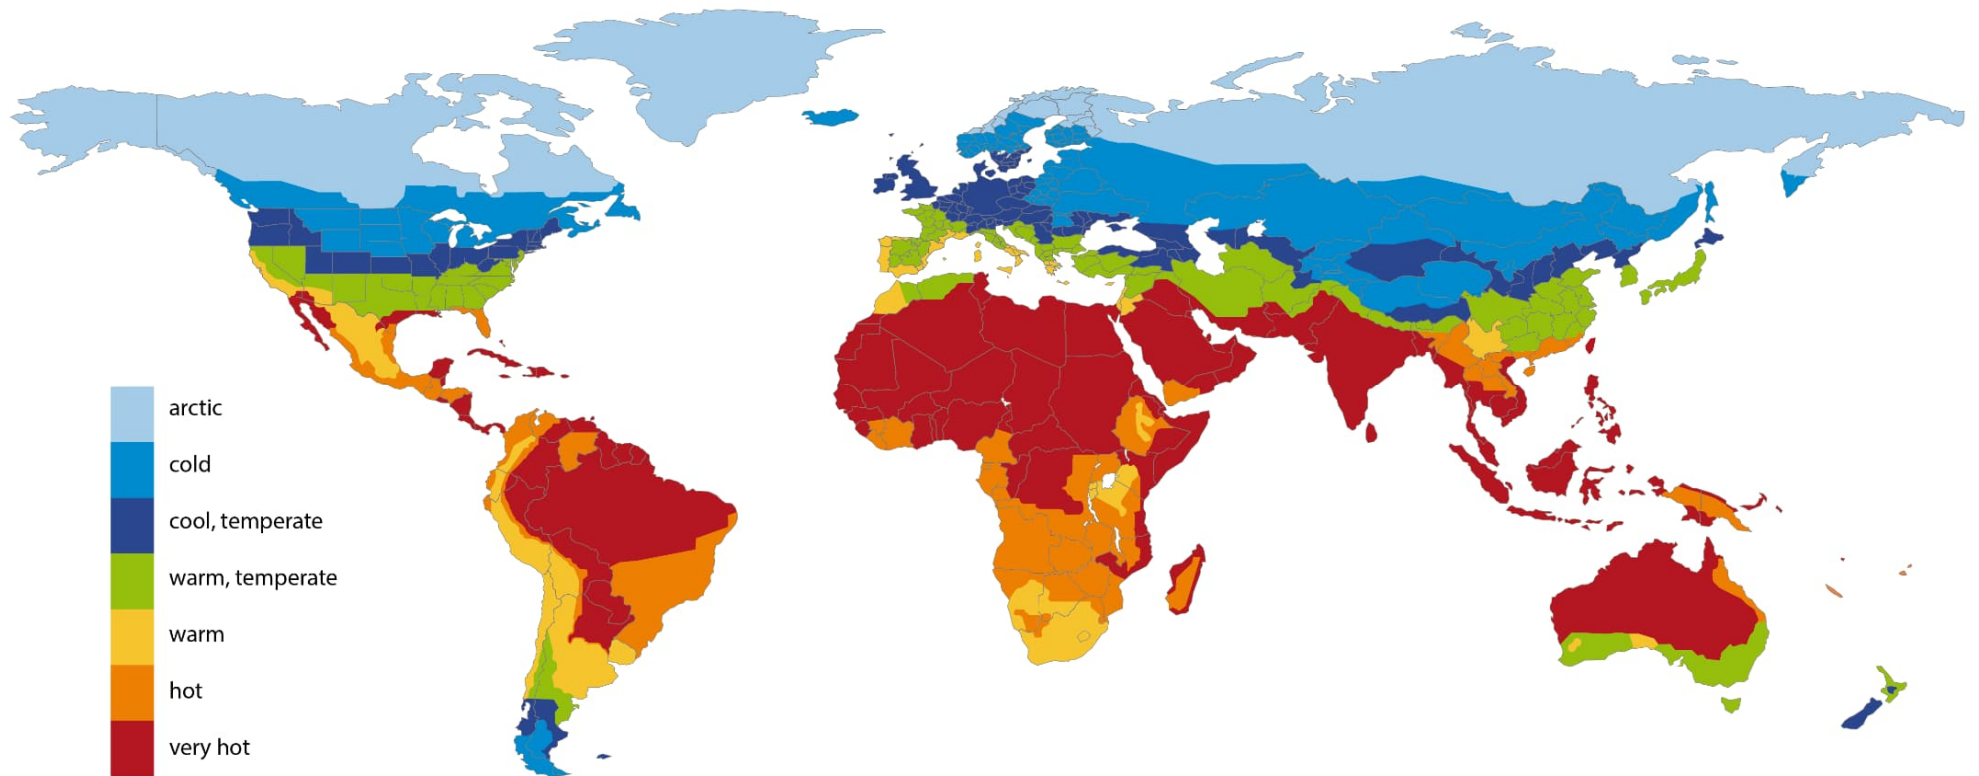 arctic
cold
cool, temperate
warm, temperate
warm
hot
very hot